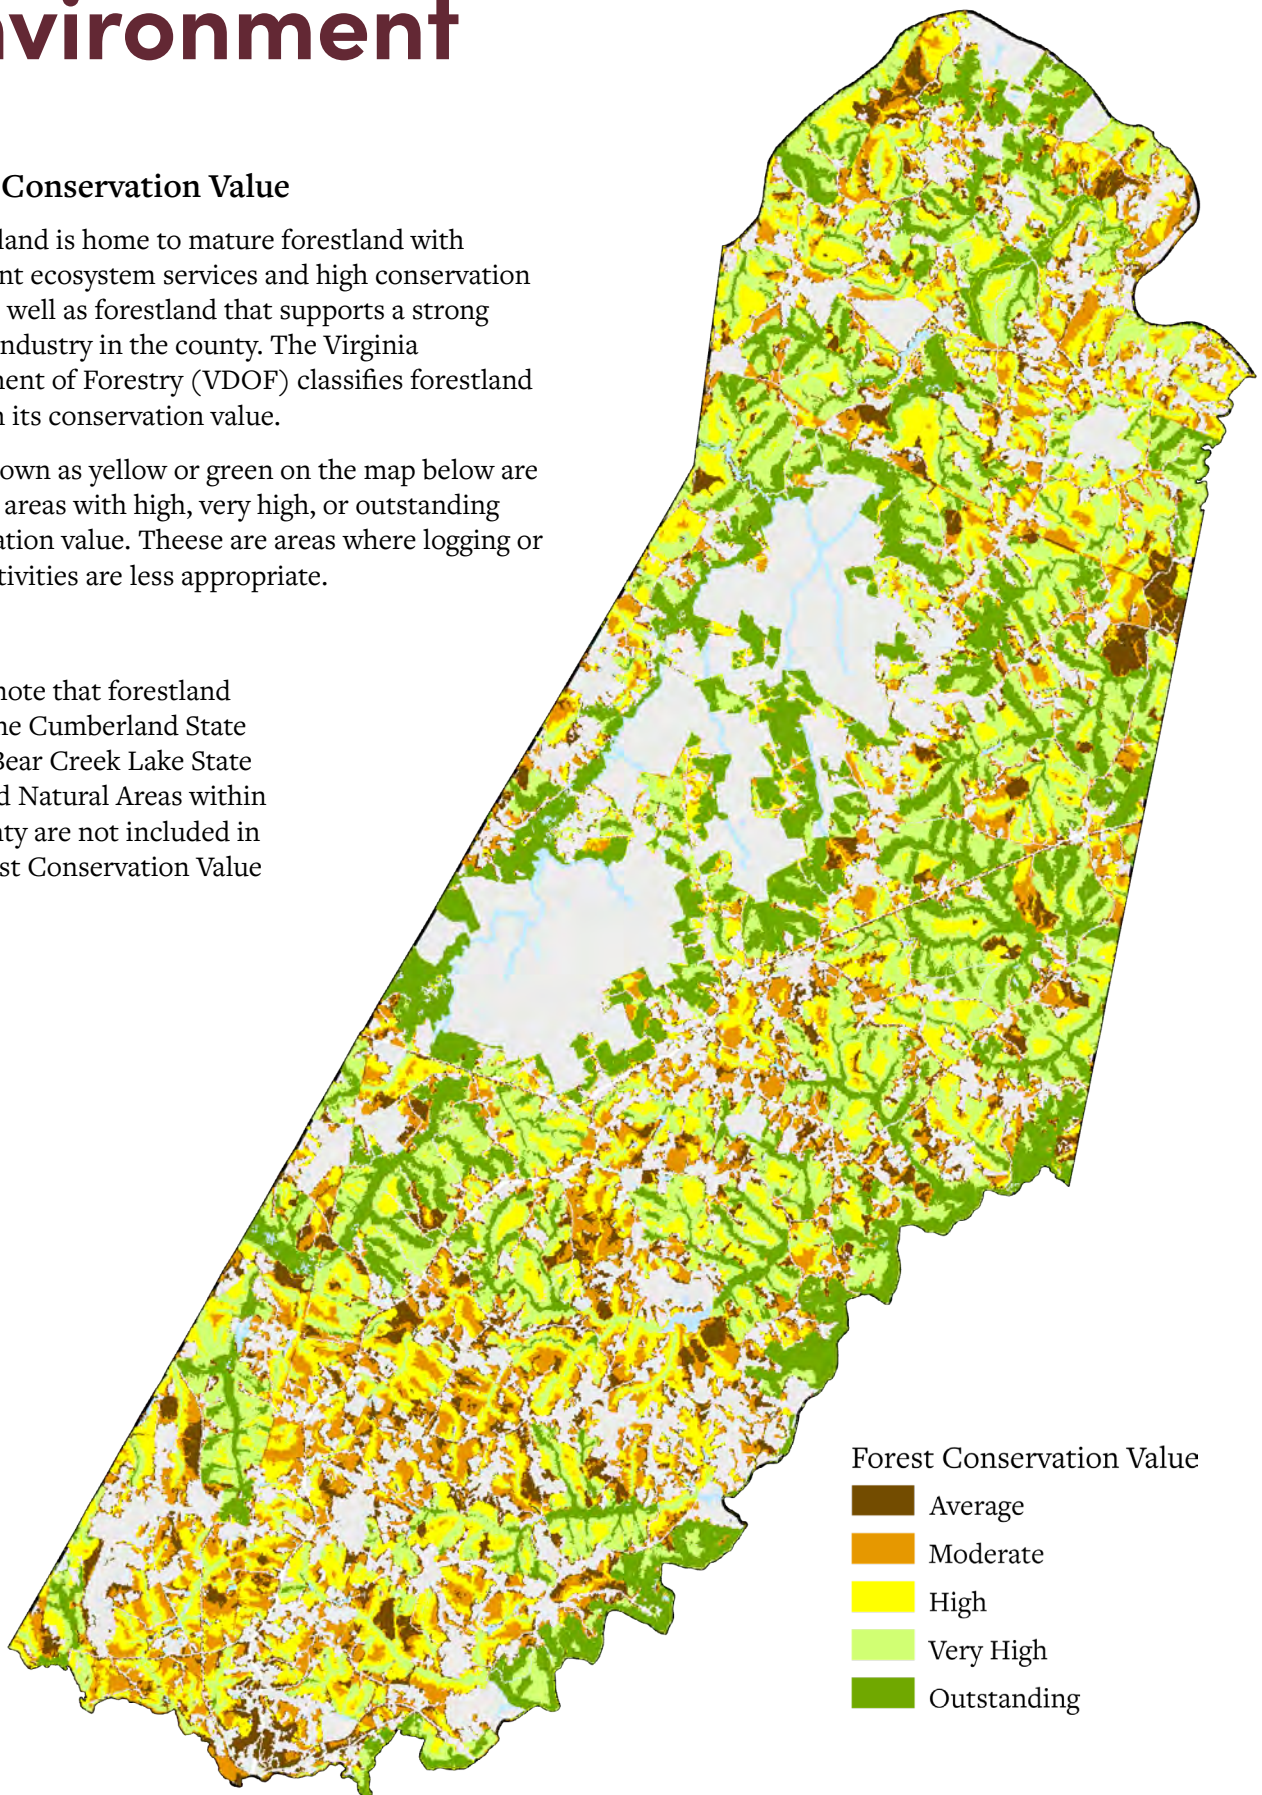 nvironment
Conservation Value
land is home to mature forestland with
nt ecosystem services and high conservation
well as forestland that supports a strong
ndustry in the county. The Virginia
ment of Forestry (VDOF) classifies forestland
n its conservation value.
own as yellow or green on the map below are
areas with high, very high, or outstanding
ation value. Theese are areas where logging or
tivities are less appropriate.
note that forestland
he Cumberland State
Bear Creek Lake State
d Natural Areas within
nty are not included in
st Conservation Value
Forest Conservation Value
Average
Moderate
High
Very High
Outstanding